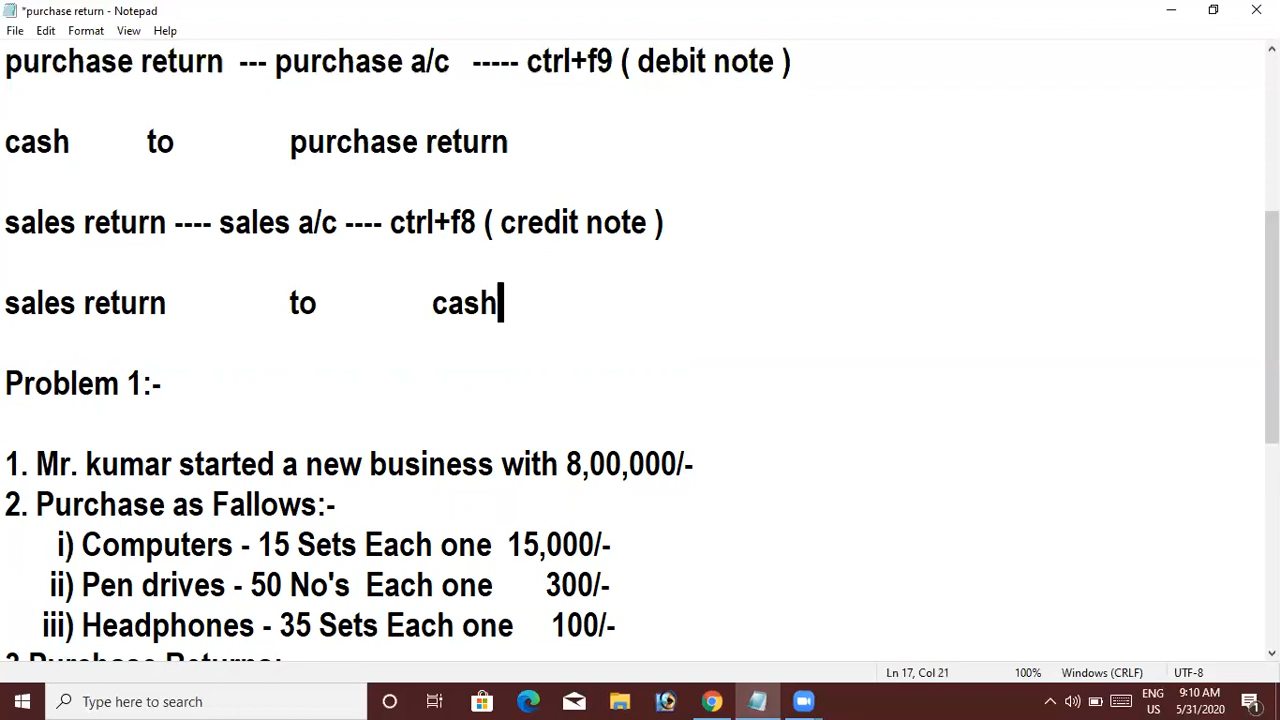 *purchase return - Notepad
File Edit Format View Help
purchase return --- purchase a/c ----- ctrl+f9 ( debit note )
cash to purchase return
sales return ---- sales a/c ---- ctrl+f8 ( credit note )
sales return to cash
Problem 1:-
1. Mr. kumar started a new business with 8,00,000/-
2. Purchase as Fallows:-
i) Computers - 15 Sets Each one 15,000/-
ii) Pen drives - 50 No's Each one 300/-
iii) Headphones - 35 Sets Each one 100/-
3.Purchase Returns:-
Ln 17, Col 21 100% Windows (CRLF) UTF-8
Type here to search
ENG 9:10 AM
US 5/31/2020 1